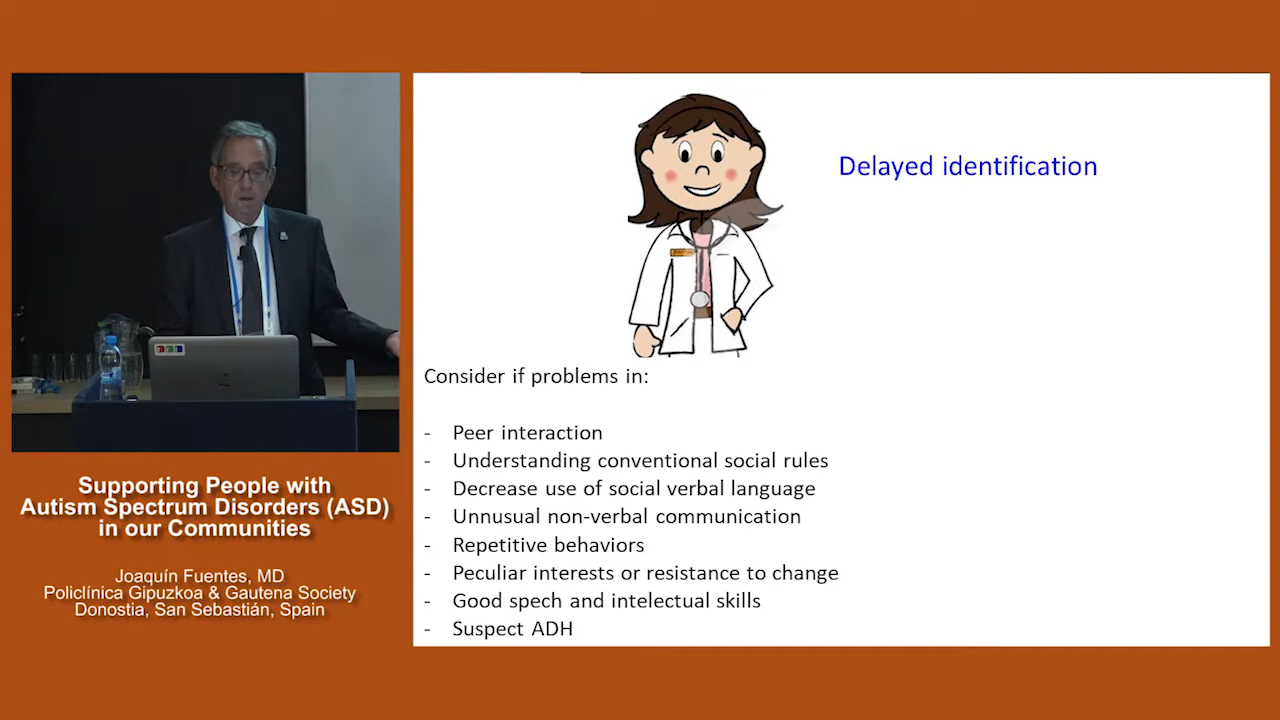 Delayed identification
Consider if problems in:
- Peer interaction
- Understanding conventional social rules
- Decrease use of social verbal language
- Unnusual non-verbal communication
- Repetitive behaviors
- Peculiar interests or resistance to change
- Good spech and intelectual skills
- Suspect ADH
Supporting People with
Autism Spectrum Disorders (ASD)
in our Communities
Joaquín Fuentes, MD
Policlínica Gipuzkoa & Gautena Society
Donostia, San Sebastián, Spain